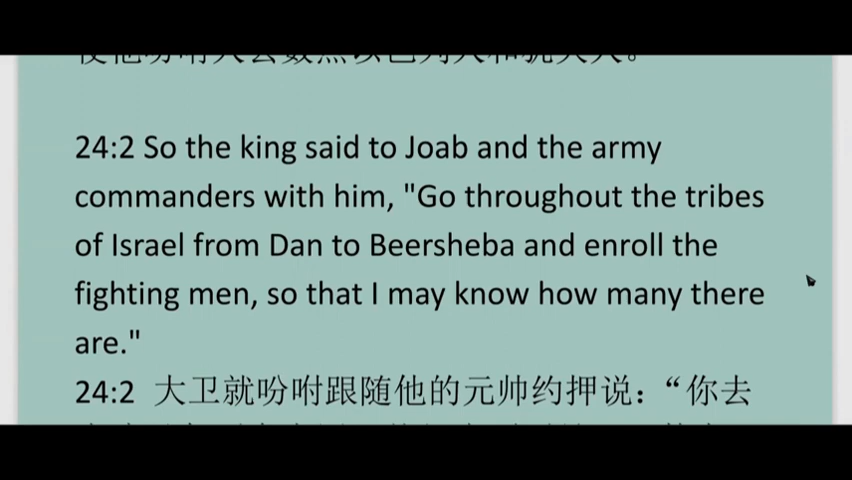 24:2 So the king said to Joab and the army
commanders with him, "Go throughout the tribes
of Israel from Dan to Beersheba and enroll the
fighting men, so that I may know how many there
are."
24:2 大卫就吩咐跟随他的元帅约押说：“你去